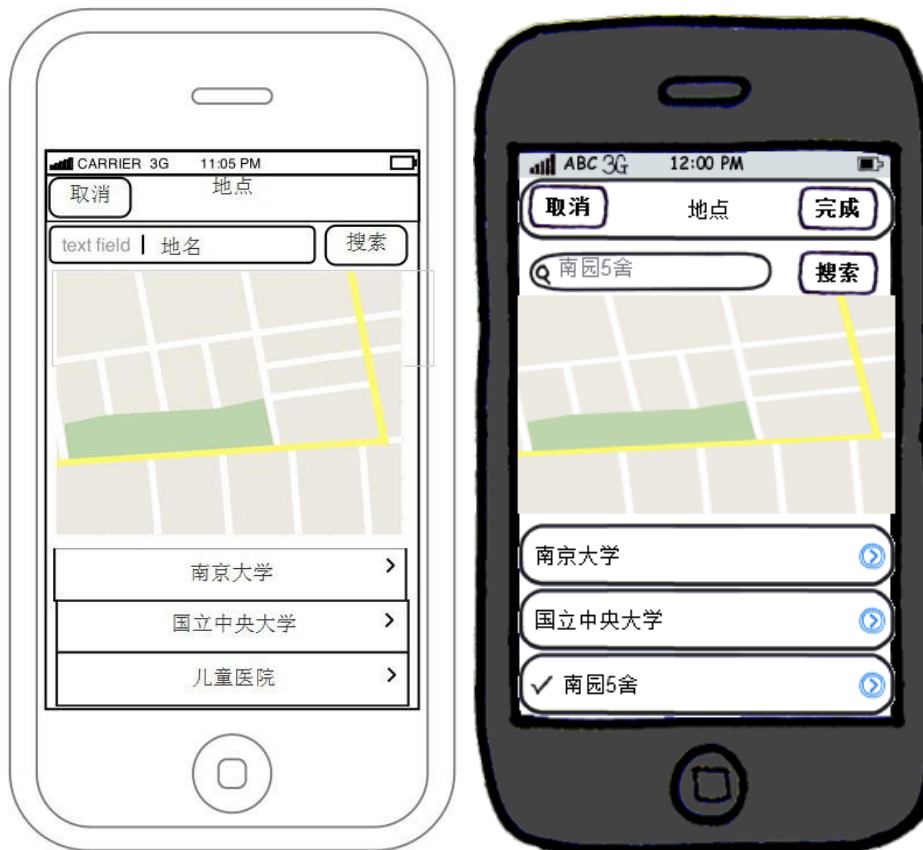 CARRIER 3G 11:05 PM
取消 地点
text field 地名 搜索
南京大学
国立中央大学
儿童医院
ABC 3G 12:00 PM
取消 地点 完成
南园5舍 搜索
南京大学
国立中央大学
南园5舍